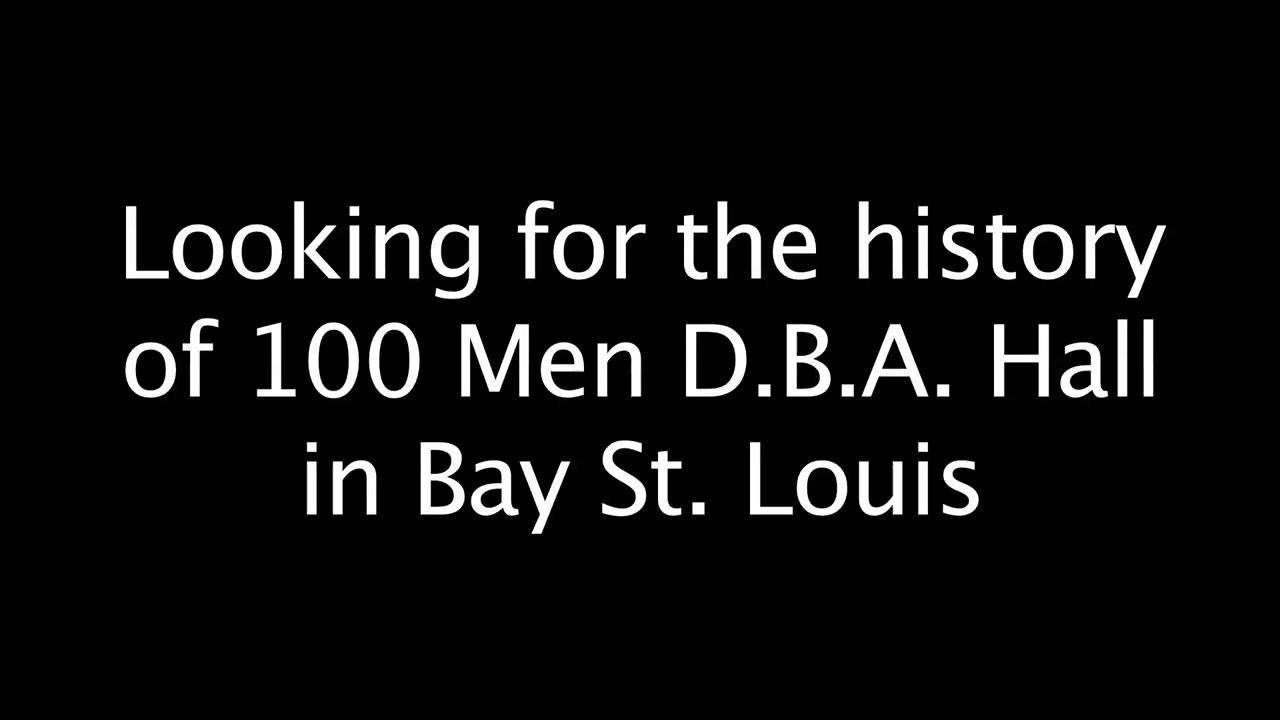 Looking for the history
of 100 Men D.B.A. Hall
in Bay St. Louis